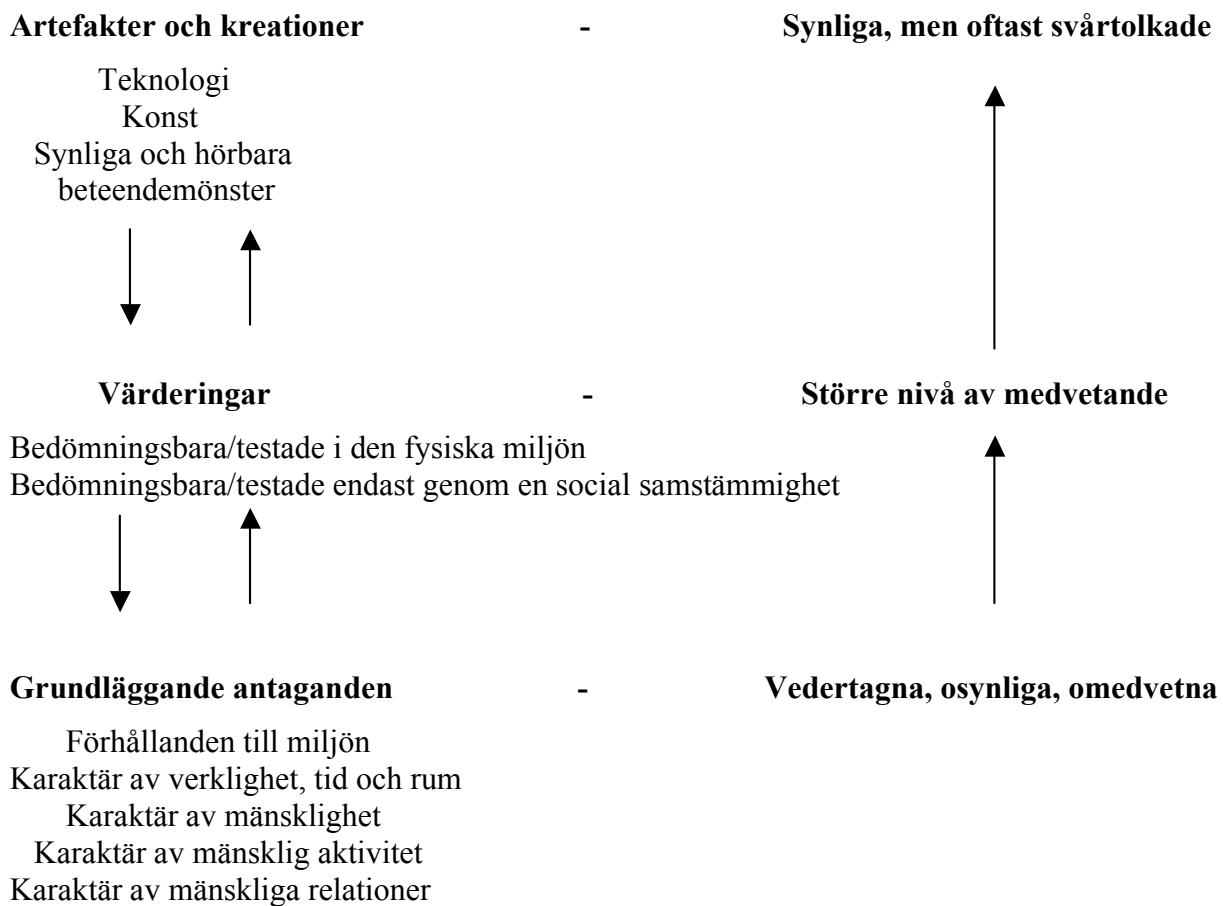 Artefakter och kreationer - Synliga, men oftast svårtolkade
Teknologi
Konst
Synliga och hörbara
beteendemönster
Värderingar - Större nivå av medvetande
Bedömningsbara/testade i den fysiska miljön
Bedömningsbara/testade endast genom en social samstämmighet
Grundläggande antaganden - Vedertagna, osynliga, omedvetna
Förhållanden till miljön
Karaktär av verklighet, tid och rum
Karaktär av mänsklighet
Karaktär av mänsklig aktivitet
Karaktär av mänskliga relationer